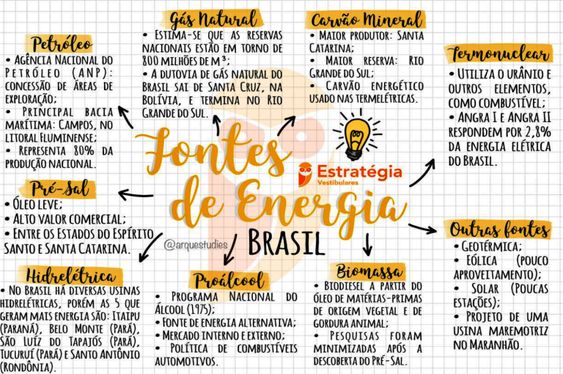 Petróleo
• Agência Nacional do
Petróleo (ANP):
concessão de áreas de
exploração;
• Principal bacia
marítima: Campos, no
litoral Fluminense;
• Representa 80% da
produção nacional.
Gás Natural
• Estima-se que as reservas
nacionais estão em torno de
800 milhões de m³;
• A dutovia de gás natural do
Brasil sai de Santa Cruz, na
Bolívia, e termina no Rio
Grande do Sul.
Carvão Mineral
• Maior produtor: Santa
Catarina;
• Maior reserva: Rio
Grande do Sul;
• Carvão energético
usado nas termelétricas.
Termonuclear
• Utiliza o urânio e
outros elementos,
como combustível;
• Angra I e Angra II
respondem por 2,8%
da energia elétrica
do Brasil.
Fontes
de Energia
BRASIL
Estratégia
Vestibulares
@arquestudies
Pré-Sal
• Óleo leve;
• Alto valor comercial;
• Entre os estados do Espírito
Santo e Santa Catarina.
Hidrelétrica
• No Brasil há diversas usinas
hidrelétricas, porém as 5 que
geram mais energia são: Itaipu
(Paraná), Belo Monte (Pará),
São Luíz do Tapajós (Pará),
Tucuruí (Pará) e Santo Antônio
(Rondônia).
Proálcool
• Programa Nacional do
Álcool (1975);
• Fonte de energia alternativa;
• Mercado interno e externo;
• Política de combustíveis
automotivos.
Biomassa
• Biodiesel a partir do
óleo de matérias-primas
de origem vegetal e de
gordura animal;
• Pesquisas foram
minimizadas após a
descoberta do Pré-Sal.
Outras fontes
• Geotérmica;
• Eólica (pouco
aproveitamento);
• Solar (poucas
estações);
• Projeto de uma
usina maremotriz
no Maranhão.